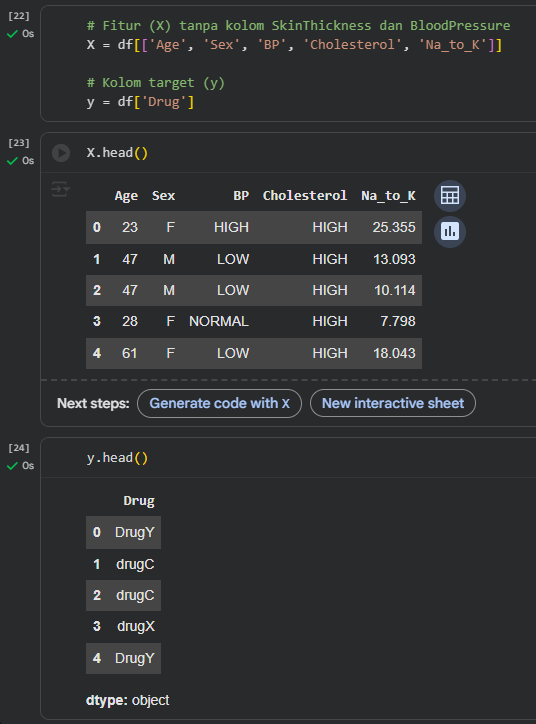 [22]
0s
# Fitur (X) tanpa kolom SkinThickness dan BloodPressure
X = df[['Age', 'Sex', 'BP', 'Cholesterol', 'Na_to_K']]
# Kolom target (y)
y = df['Drug']
[23]
0s
X.head()
Age Sex BP Cholesterol Na_to_K
0 23 F HIGH HIGH 25.355
1 47 M LOW HIGH 13.093
2 47 M LOW HIGH 10.114
3 28 F NORMAL HIGH 7.798
4 61 F LOW HIGH 18.043
Next steps: Generate code with X New interactive sheet
[24]
0s
y.head()
Drug
0 DrugY
1 drugC
2 drugC
3 drugX
4 DrugY
dtype: object